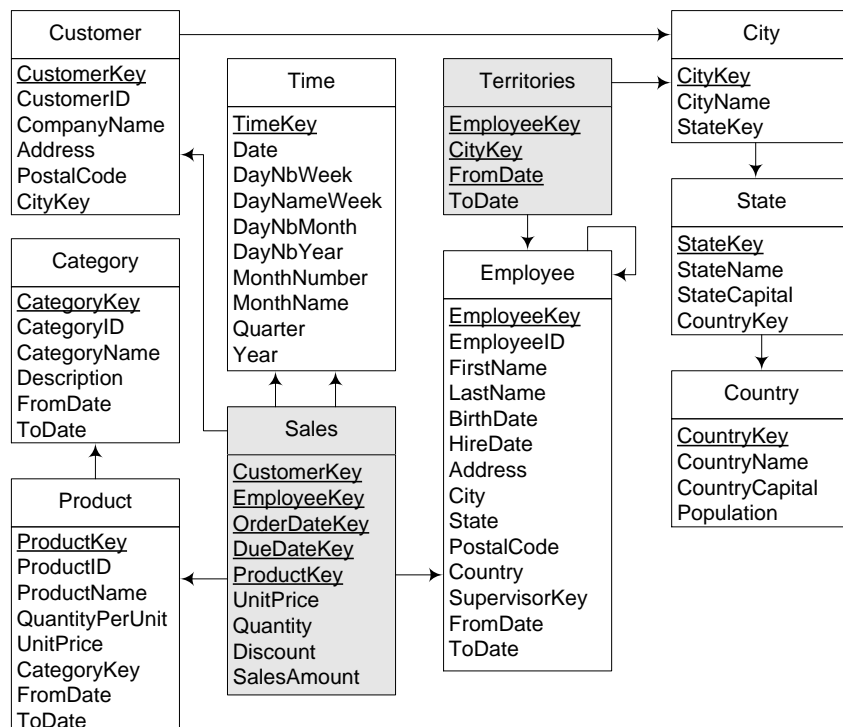 Customer
CustomerKey
CustomerID
CompanyName
Address
PostalCode
CityKey
Category
CategoryKey
CategoryID
CategoryName
Description
FromDate
ToDate
Product
ProductKey
ProductID
ProductName
QuantityPerUnit
UnitPrice
CategoryKey
FromDate
ToDate
Time
TimeKey
Date
DayNbWeek
DayNameWeek
DayNbMonth
DayNbYear
MonthNumber
MonthName
Quarter
Year
Sales
CustomerKey
EmployeeKey
OrderDateKey
DueDateKey
ProductKey
UnitPrice
Quantity
Discount
SalesAmount
Territories
EmployeeKey
CityKey
FromDate
ToDate
Employee
EmployeeKey
EmployeeID
FirstName
LastName
BirthDate
HireDate
Address
City
State
PostalCode
Country
SupervisorKey
FromDate
ToDate
City
CityKey
CityName
StateKey
State
StateKey
StateName
StateCapital
CountryKey
Country
CountryKey
CountryName
CountryCapital
Population